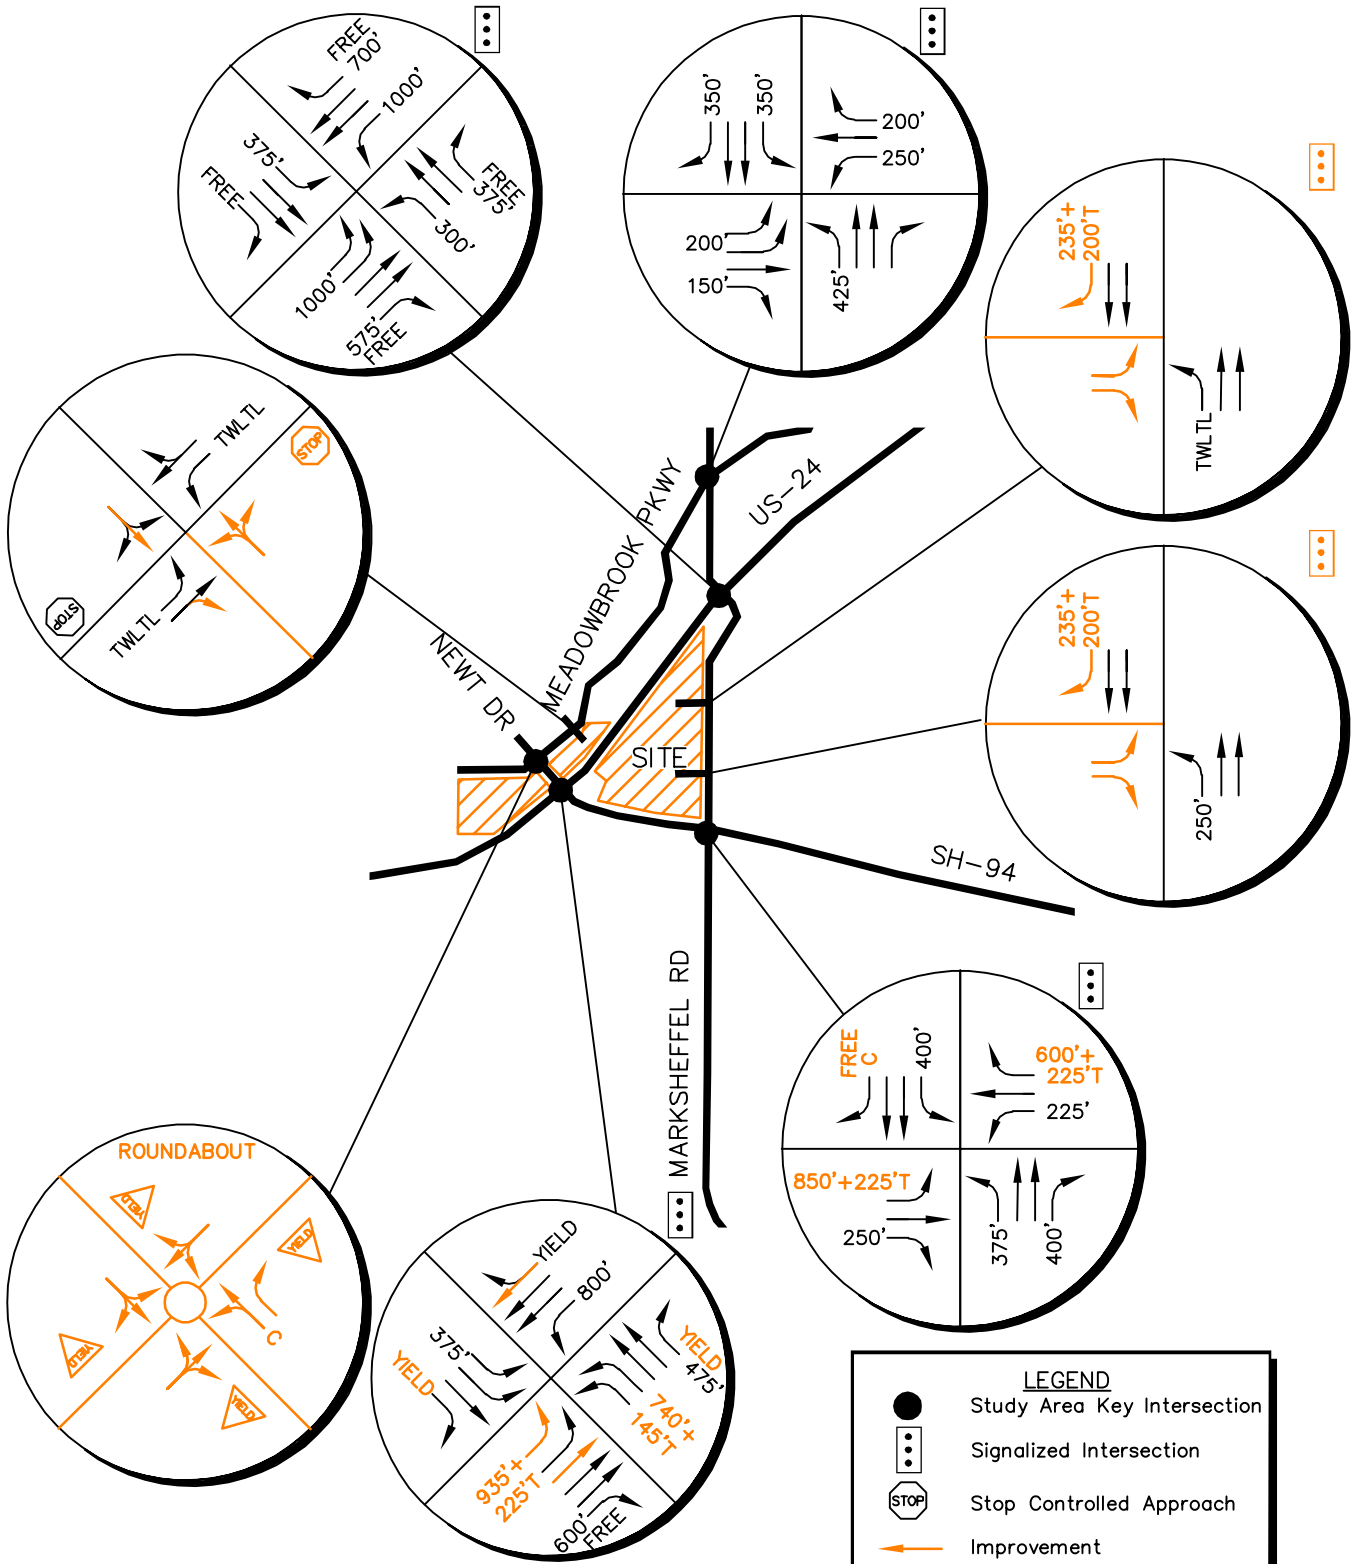 FREE
700'
1000'
375'
FREE
FREE
375'
300'
1000'
575'
FREE
350'
350'
200'
250'
200'
150'
425'
235'+
200'T
TWLTL
TWLTL
STOP
STOP
TWLTL
235'+
200'T
250'
MEADOWBROOK PKWY
US-24
NEWT DR
SITE
SH-94
MARKSHEFFEL RD
FREE
C
400'
600'+
225'T
225'
850'+225'T
250'
375'
400'
ROUNDABOUT
YIELD
YIELD
C
YIELD
YIELD
YIELD
800'
375'
YIELD
YIELD
475'
740'+
145'T
935'+
225'T
600'
FREE
LEGEND
Study Area Key Intersection
Signalized Intersection
STOP
Stop Controlled Approach
Improvement